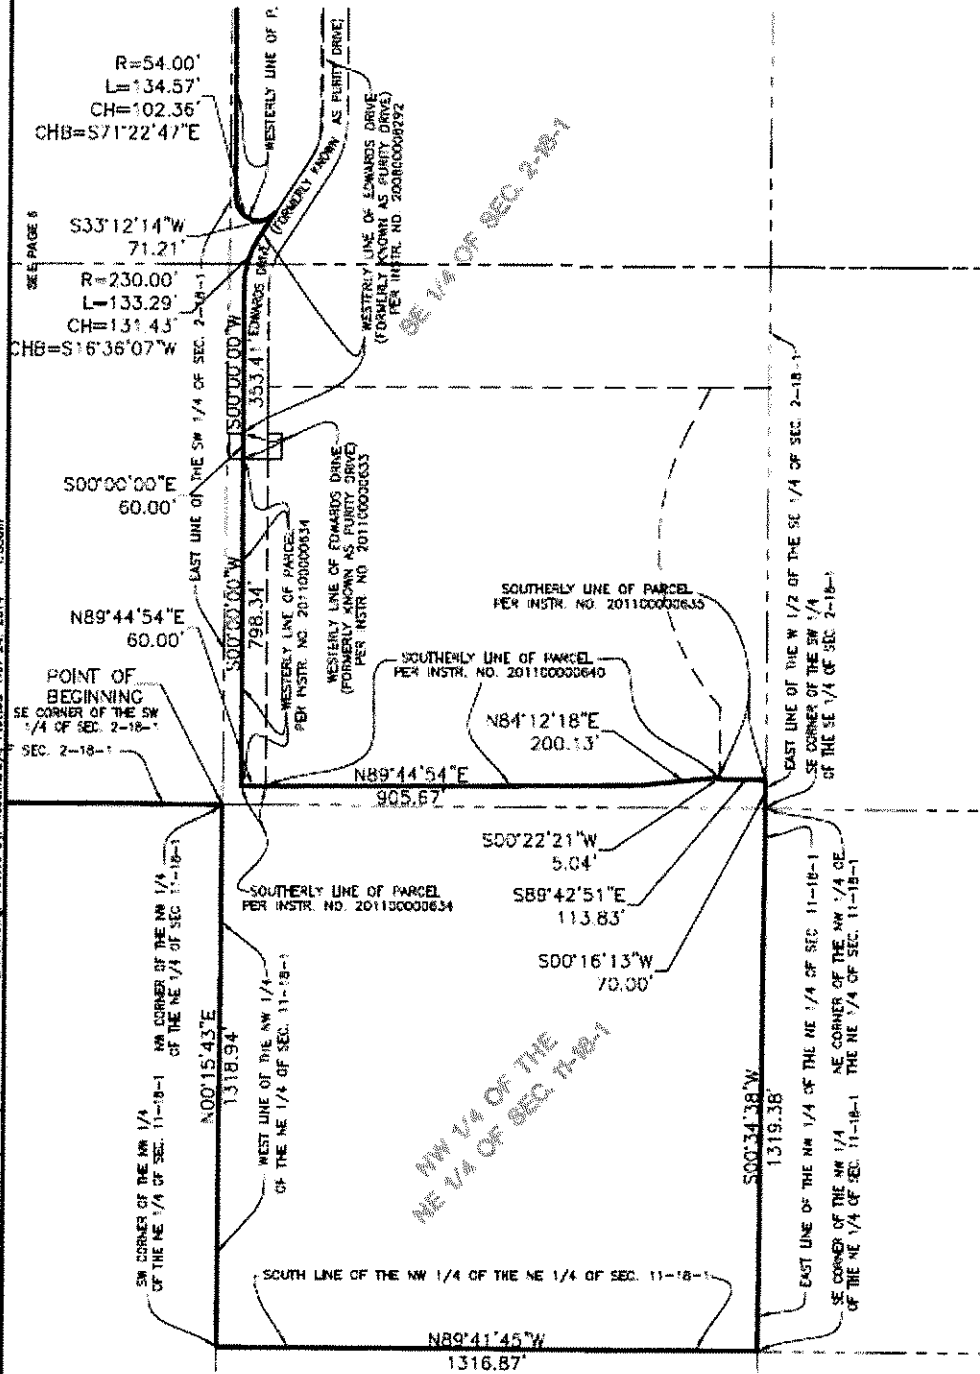 R=54.00'
L=134.57'
CH=102.36'
CHB=S71°22'47"E
WESTERLY LINE OF P.
(FORMERLY KNOWN AS PURITY DRIVE)
EDWARDS DRIVE
WESTERLY LINE OF EDWARDS DRIVE
(FORMERLY KNOWN AS PURITY DRIVE)
PER INSTR. NO. 200800008292
SE 1/4 OF SEC. 2-18-1
SEE PAGE 6
S33°12'14"W
71.21'
R=230.00'
L=133.29'
CH=131.43'
CHB=S16°36'07"W
EAST LINE OF THE SW 1/4 OF SEC. 2-18-1
S00°00'00"W
353.41'
S00°00'00"E
60.00'
WESTERLY LINE OF EDWARDS DRIVE
(FORMERLY KNOWN AS PURITY DRIVE)
PER INSTR. NO 201100000633
WESTERLY LINE OF PARCEL
PER INSTR. NO. 201100000634
S00°00'00"W
798.34'
N89°44'54"E
60.00'
POINT OF
BEGINNING
SE CORNER OF THE SW
1/4 OF SEC. 2-18-1
SEC. 2-18-1
SOUTHERLY LINE OF PARCEL
PER INSTR. NO. 201100000635
SOUTHERLY LINE OF PARCEL
PER INSTR. NO. 201100000640
N84°12'18"E
200.13'
N89°44'54"E
905.67'
EAST LINE OF THE W 1/2 OF THE SE 1/4 OF SEC. 2-18-1
SE CORNER OF THE SW 1/4
OF THE SE 1/4 OF SEC. 2-18-1
S00°22'21"W
5.04'
S89°42'51"E
113.83'
S00°16'13"W
70.00'
SOUTHERLY LINE OF PARCEL
PER INSTR. NO. 201100000634
NW CORNER OF THE NW 1/4
OF THE NE 1/4 OF SEC. 11-18-1
N00°15'43"E
1318.94'
WEST LINE OF THE NW 1/4
OF THE NE 1/4 OF SEC. 11-18-1
NW 1/4 OF THE
NE 1/4 OF SEC. 11-18-1
S00°34'38"W
1319.38'
EAST LINE OF THE NW 1/4 OF THE NE 1/4 OF SEC 11-18-1
NE CORNER OF THE NW 1/4 OF
THE NE 1/4 OF SEC. 11-18-1
SW CORNER OF THE NW 1/4
OF THE NE 1/4 OF SEC. 11-18-1
SE CORNER OF THE NW 1/4
OF THE NE 1/4 OF SEC. 11-18-1
SOUTH LINE OF THE NW 1/4 OF THE NE 1/4 OF SEC. 11-18-1
N89°41'45"W
1316.87'